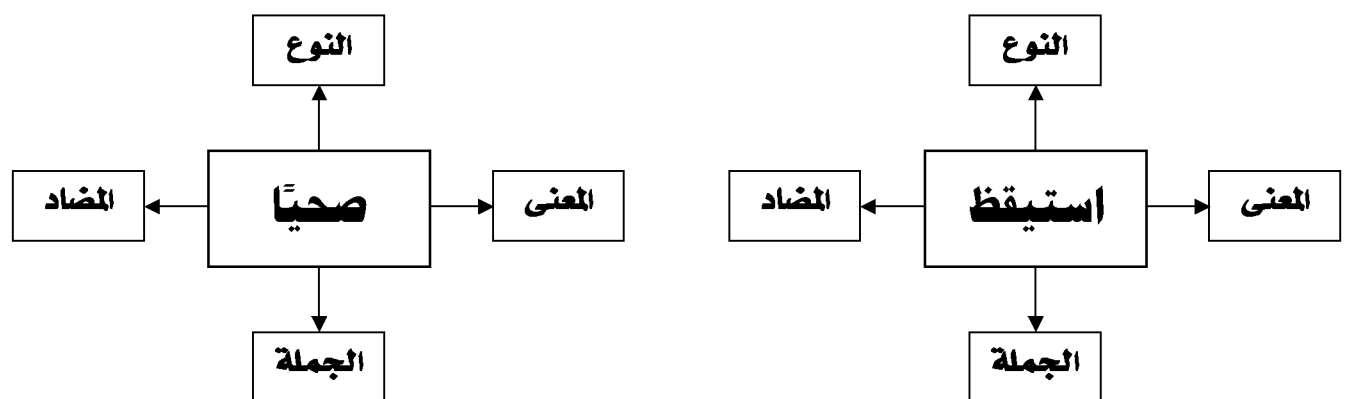 النوع
النوع
المعنى
استيقظ
المضاد
المعنى
صحيًا
المضاد
الجملة
الجملة